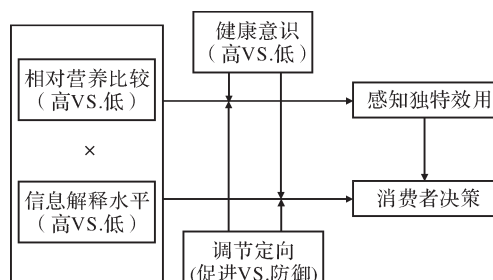 健康意识
（高VS.低）
相对营养比较
（高VS.低）
感知独特效用
×
信息解释水平
（高VS.低）
消费者决策
调节定向
(促进VS.防御)